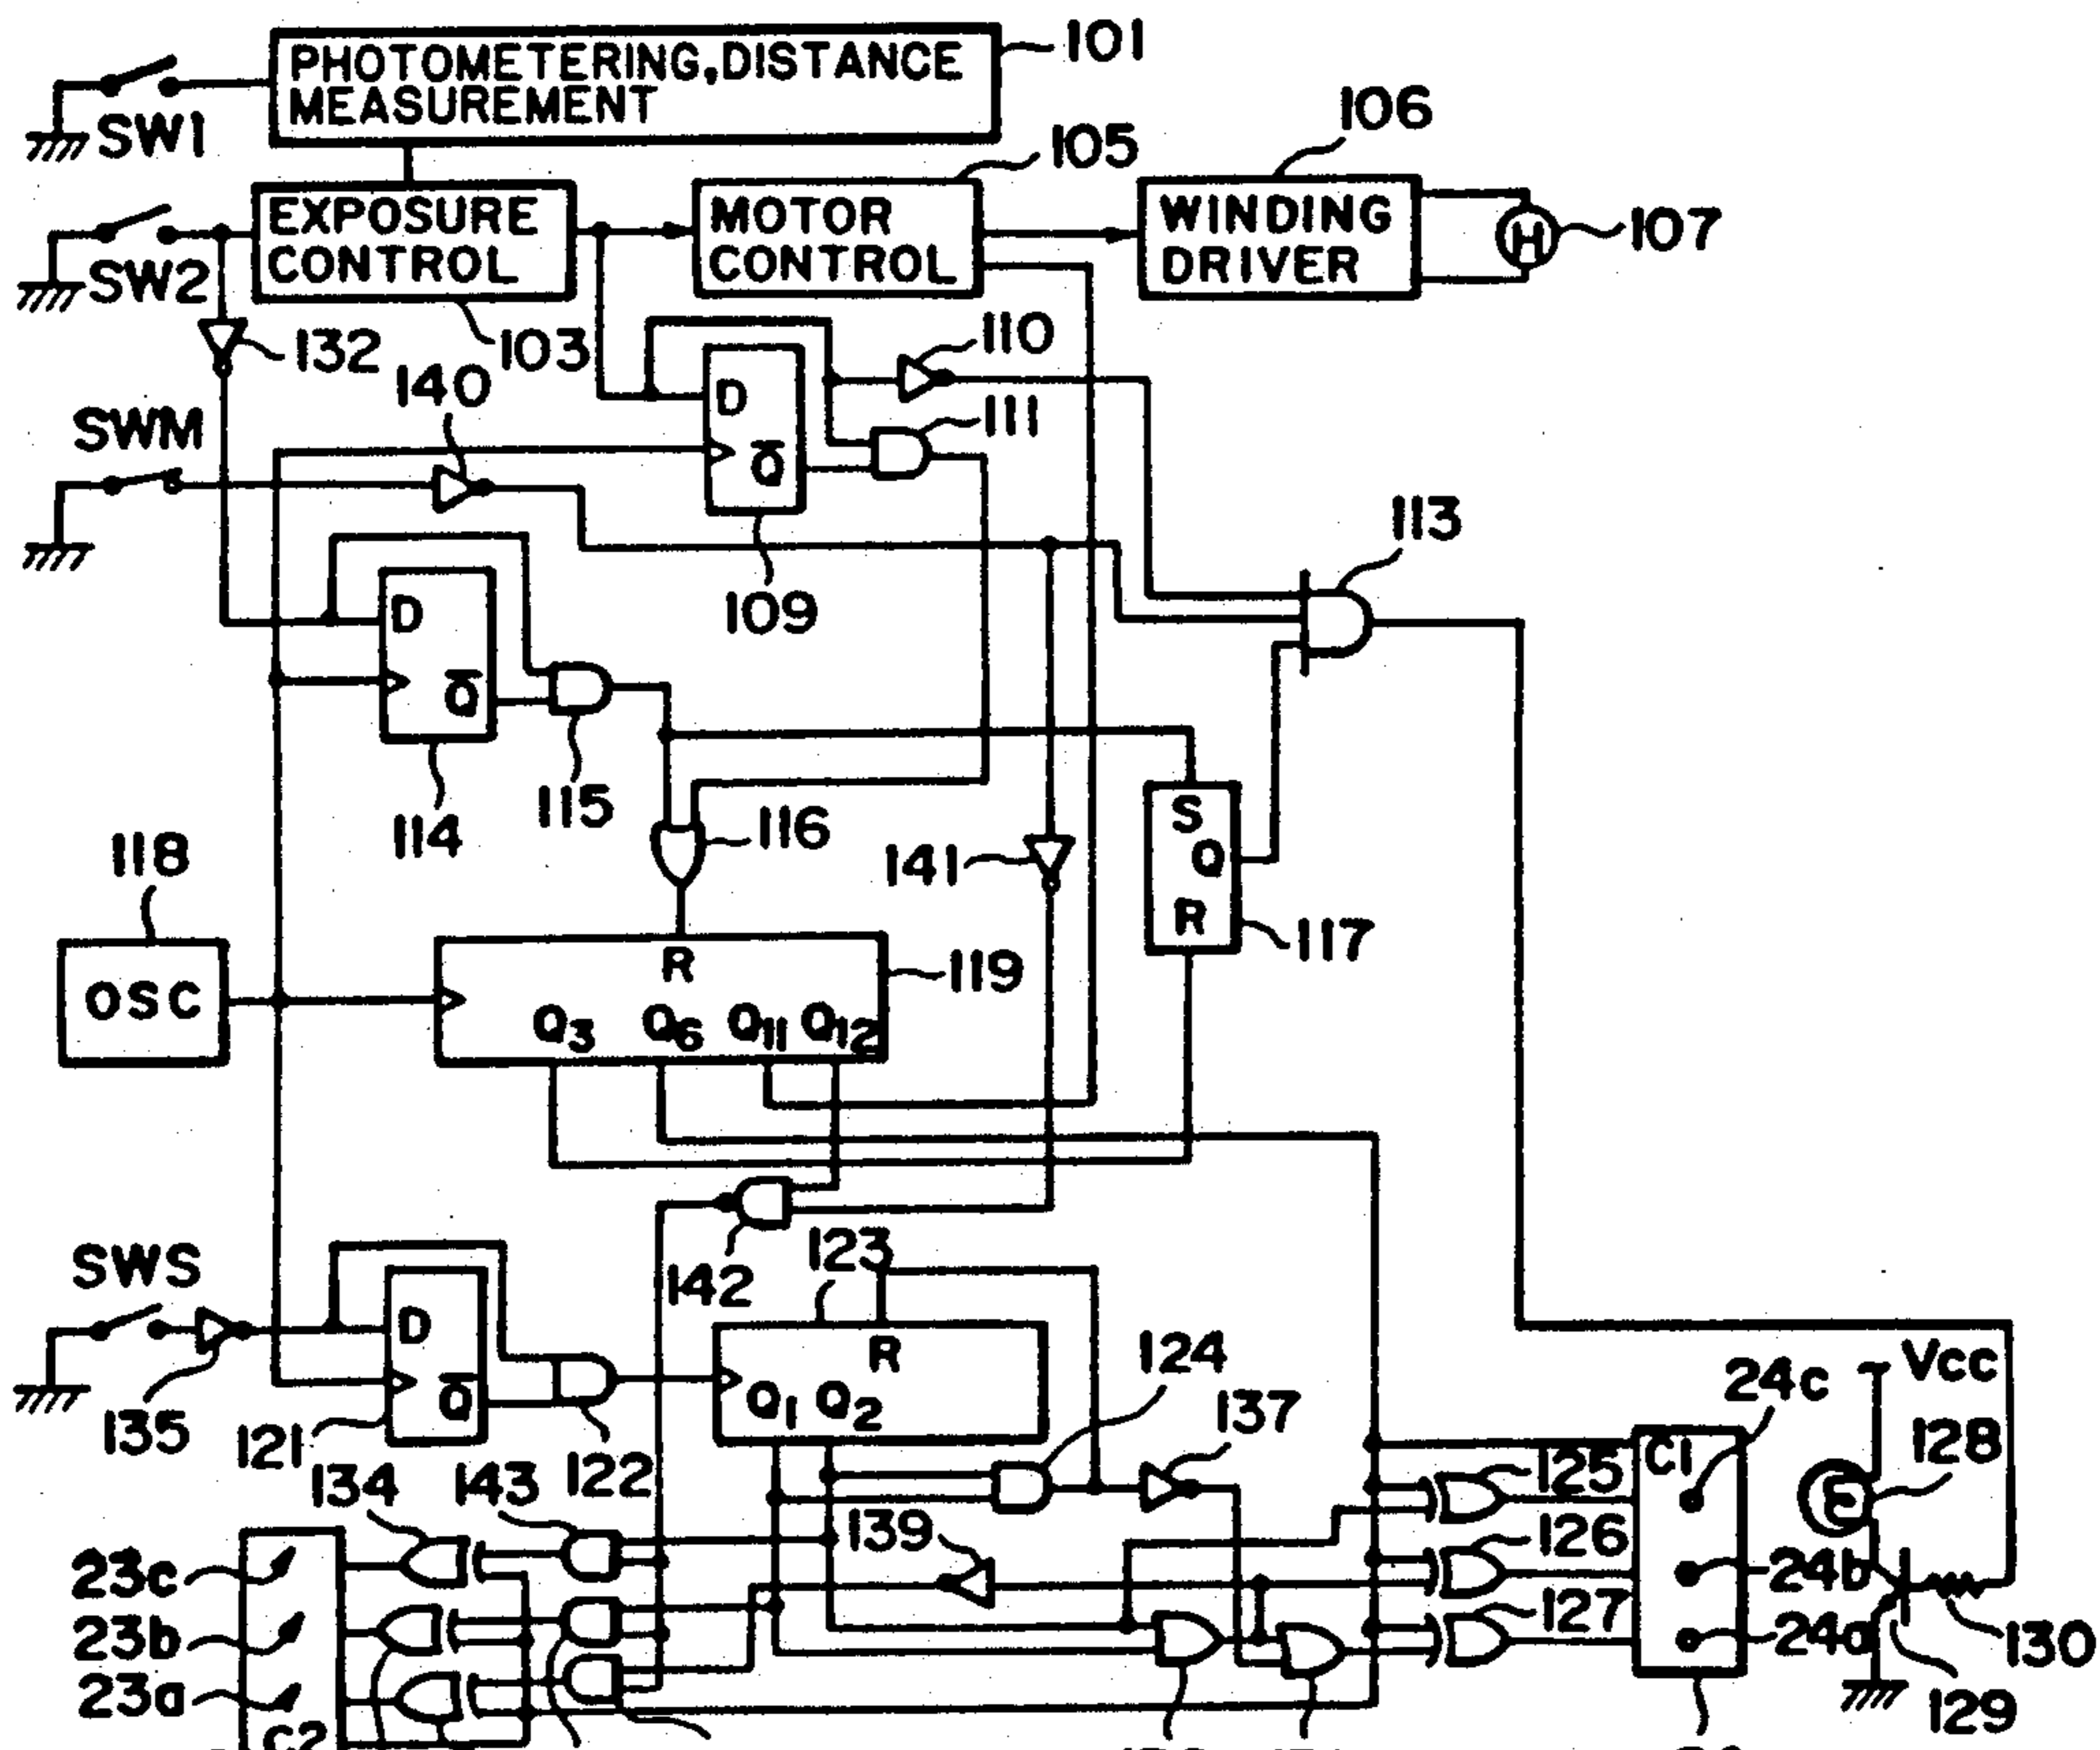 PHOTOMETERING, DISTANCE
MEASUREMENT
101
SW1
106
105
EXPOSURE
CONTROL
MOTOR
CONTROL
WINDING
DRIVER
H
107
SW2
132
103
110
140
D
SWM
111
Q
113
109
D
Q
115
114
116
118
141
S
Q
R
117
OSC
R
119
Q3
Q6
Q11
Q12
SWS
142
123
D
R
124
Vcc
24c
135
121
Q
Q1
Q2
137
128
134
143
122
C1
125
139
126
23c
24b
23b
127
24a
130
23a
129
C2